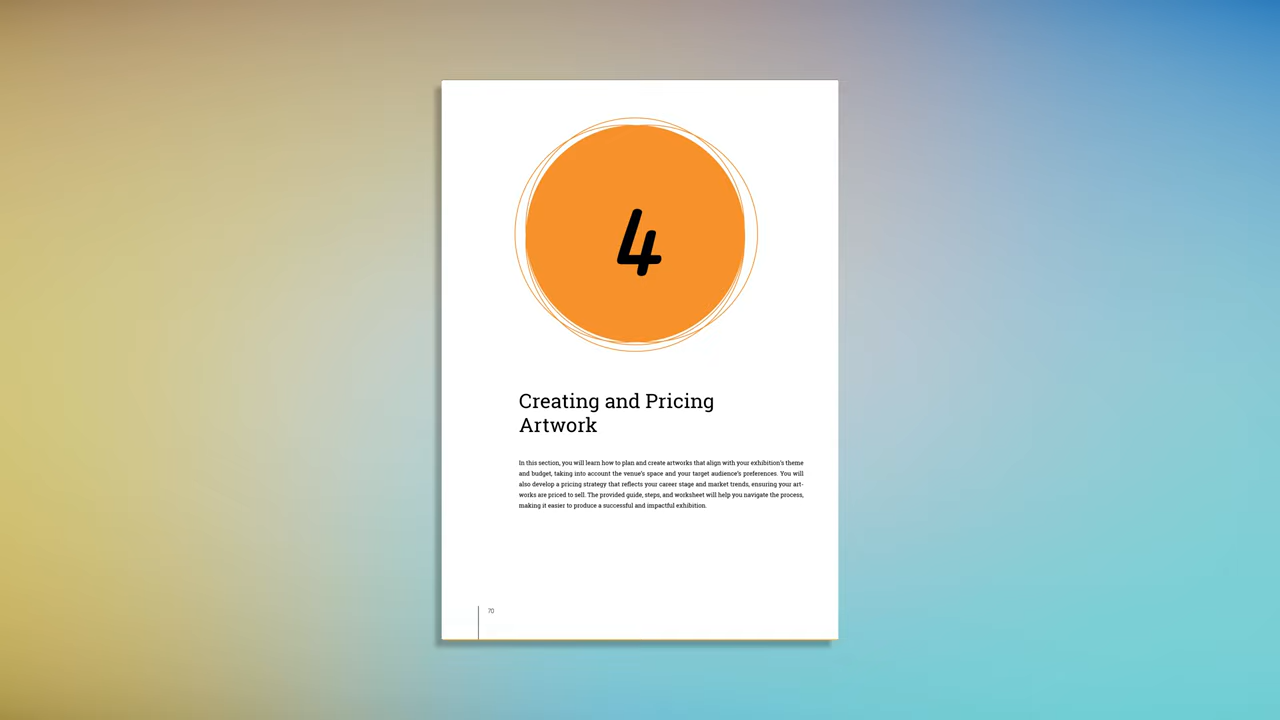 4
Creating and Pricing
Artwork
In this section, you will learn how to plan and create artworks that align with your exhibition's theme
and budget, taking into account the venue's space and your target audience's preferences. You will
also develop a pricing strategy that reflects your career stage and market trends, ensuring your art-
works are priced to sell. The provided guide, steps, and worksheet will help you navigate the process,
making it easier to produce a successful and impactful exhibition.
70